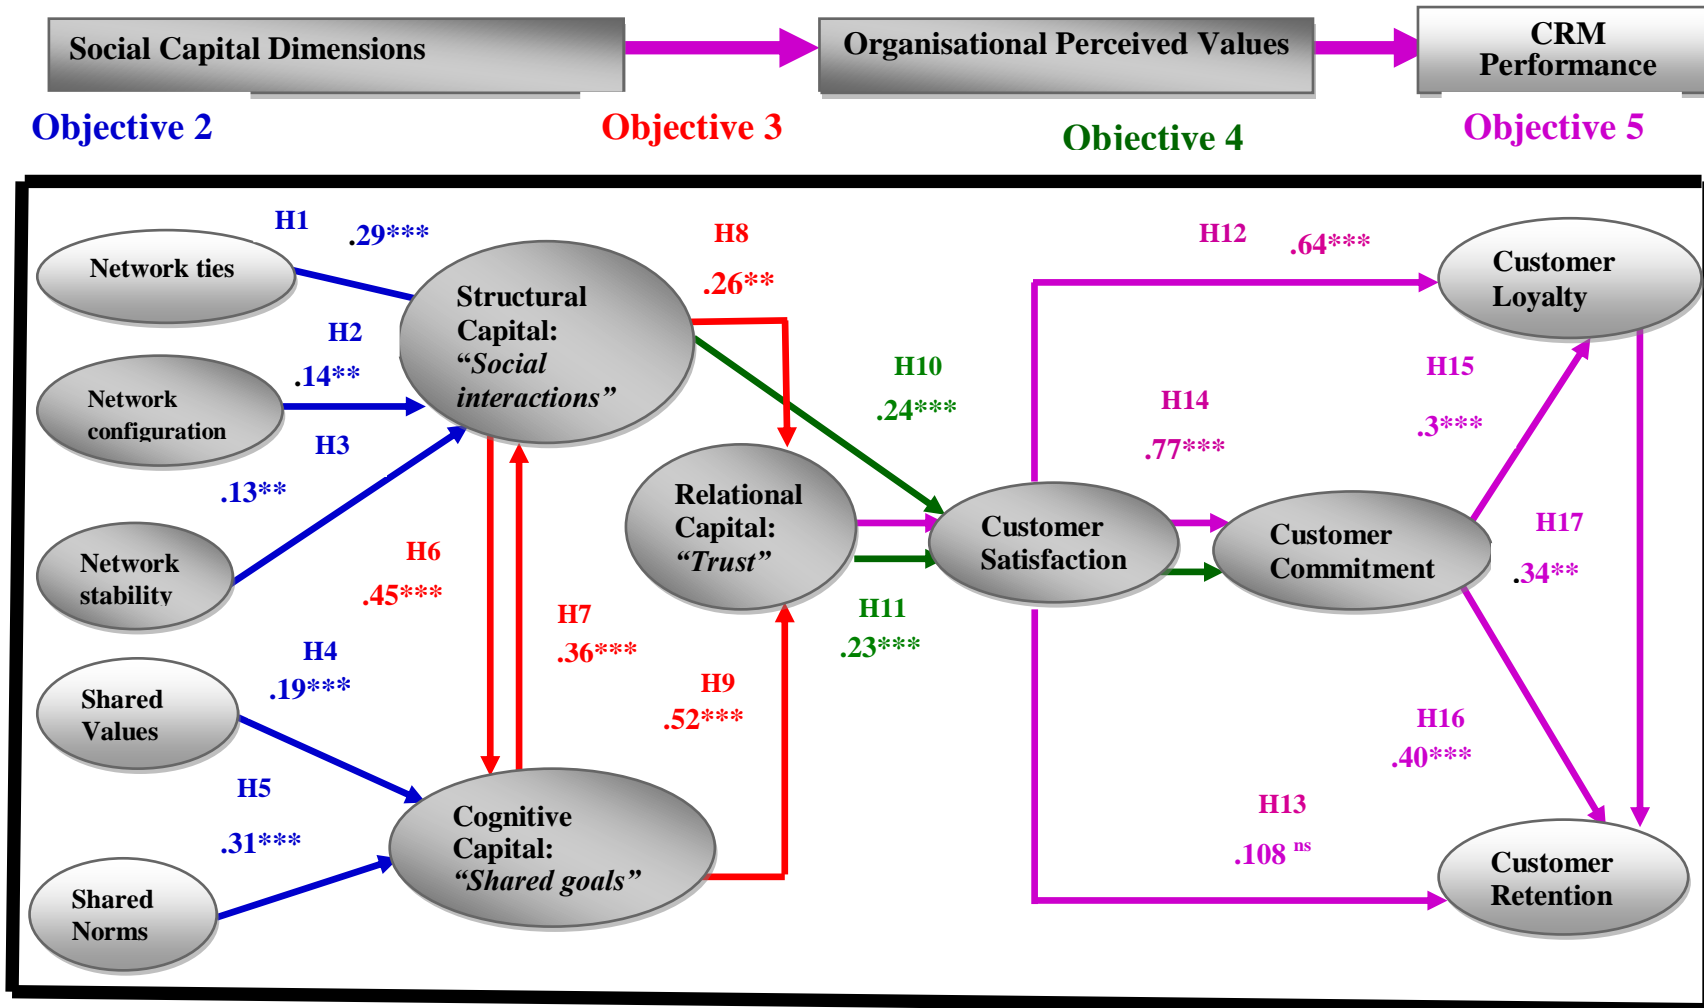 Social Capital Dimensions
Organisational Perceived Values
CRM
Performance
Objective 2
Objective 3
Objective 4
Objective 5
H1
.29***
Network ties
H2
.14**
Network
configuration
H3
.13**
Network
stability
H4
.19***
Shared
Values
H5
.31***
Shared
Norms
Structural
Capital:
“Social
interactions”
H6
.45***
H7
.36***
Cognitive
Capital:
“Shared goals”
H8
.26**
H9
.52***
Relational
Capital:
“Trust”
H10
.24***
H11
.23***
Customer
Satisfaction
H12
.64***
H14
.77***
Customer
Commitment
H13
.108 ns
H15
.3***
H17
.34**
H16
.40***
Customer
Loyalty
Customer
Retention